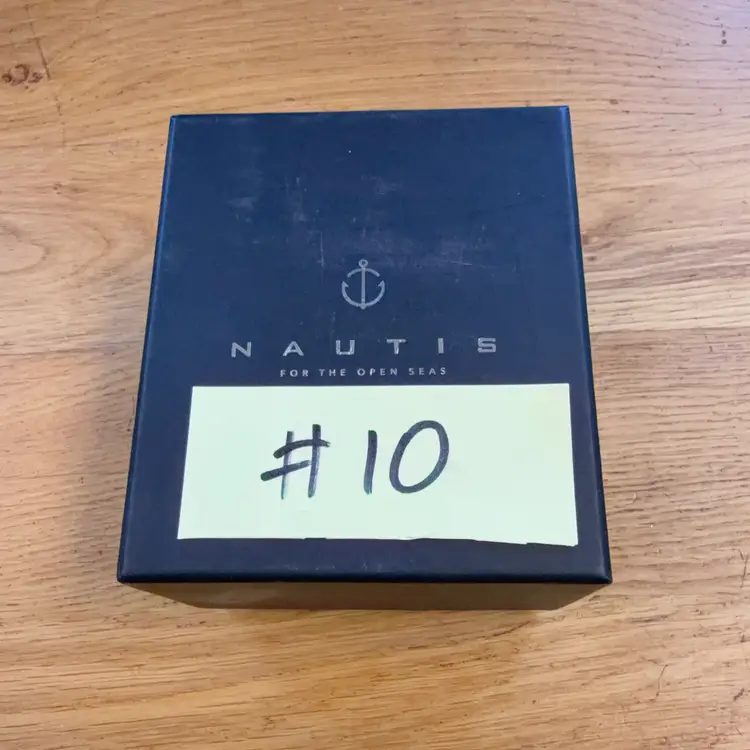 NAUTIS
FOR THE OPEN SEAS
#10